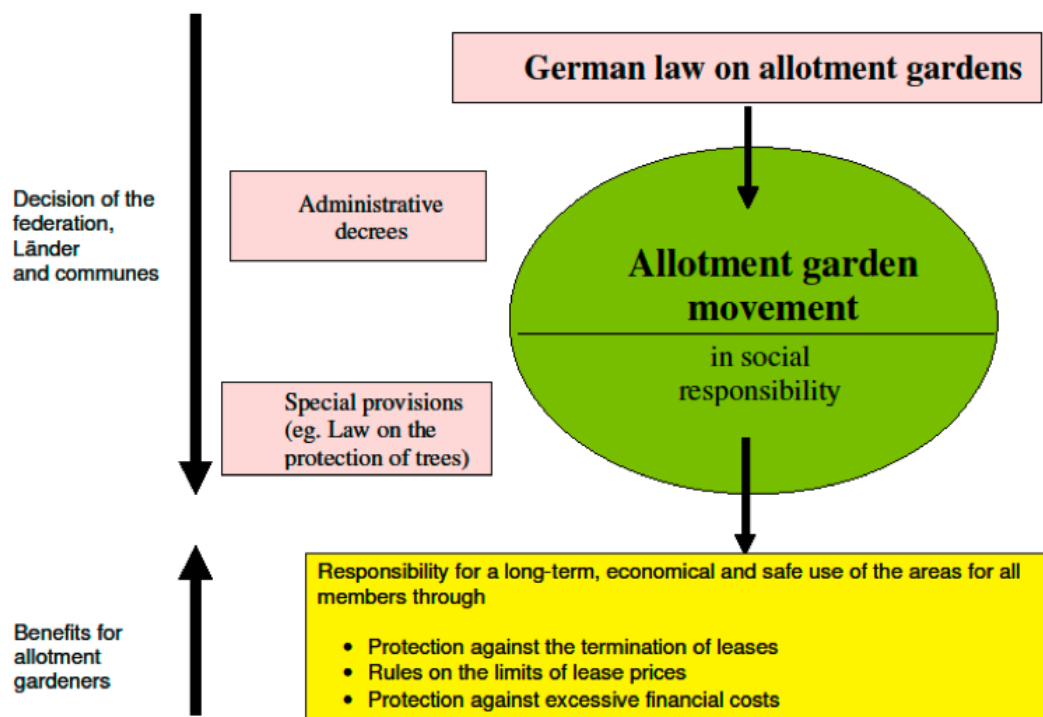 German law on allotment gardens
Decision of the
federation,
Länder
and communes
Administrative
decrees
Allotment garden
movement
in social
responsibility
Special provisions
(eg. Law on the
protection of trees)
Benefits for
allotment
gardeners
Responsibility for a long-term, economical and safe use of the areas for all
members through
• Protection against the termination of leases
• Rules on the limits of lease prices
• Protection against excessive financial costs